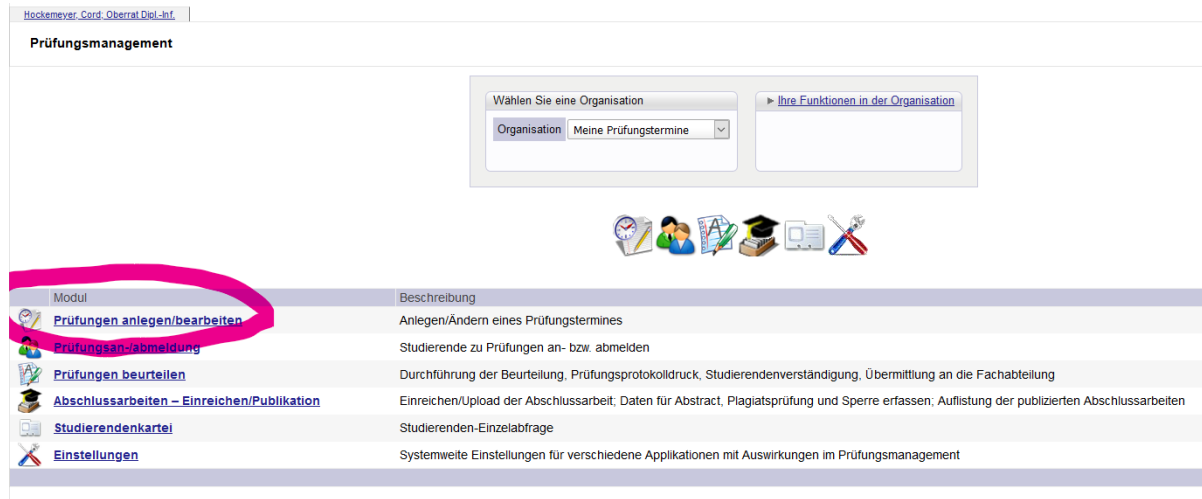 Hockemeyer, Cord; Oberrat Dipl.-Inf.
Prüfungsmanagement
Wählen Sie eine Organisation
Organisation Meine Prüfungstermine
► Ihre Funktionen in der Organisation
Modul Beschreibung
Prüfungen anlegen/bearbeiten Anlegen/Ändern eines Prüfungstermines
Prüfungsan-/abmeldung Studierende zu Prüfungen an- bzw. abmelden
Prüfungen beurteilen Durchführung der Beurteilung, Prüfungsprotokolldruck, Studierendenverständigung, Übermittlung an die Fachabteilung
Abschlussarbeiten – Einreichen/Publikation Einreichen/Upload der Abschlussarbeit; Daten für Abstract, Plagiatsprüfung und Sperre erfassen; Auflistung der publizierten Abschlussarbeiten
Studierendenkartei Studierenden-Einzelabfrage
Einstellungen Systemweite Einstellungen für verschiedene Applikationen mit Auswirkungen im Prüfungsmanagement